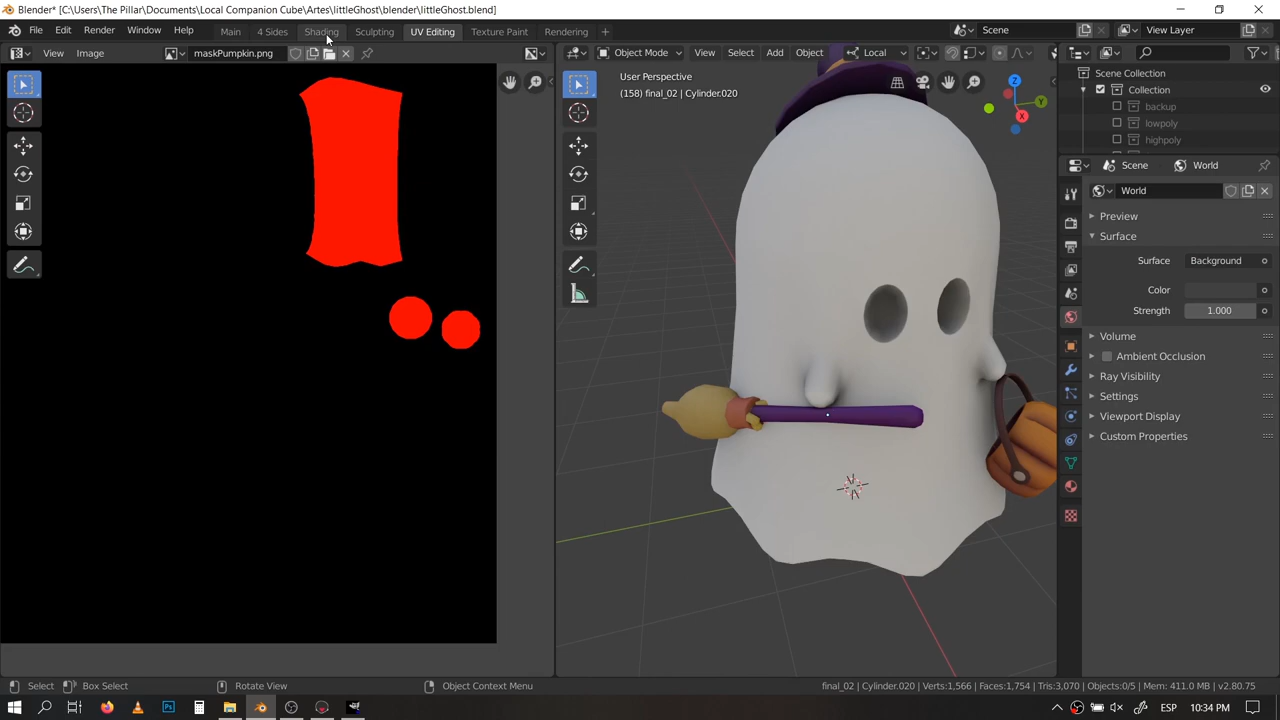 Blender* [C:\Users\The Pillar\Documents\Local Companion Cube\Artes\littleGhost\blender\littleGhost.blend]
File Edit Render Window Help Main 4 Sides Shading Sculpting UV Editing Texture Paint Rendering + Scene View Layer
View Image maskPumpkin.png Object Mode View Select Add Object Local
User Perspective
(158) final_02 | Cylinder.020
Scene Collection
Collection
backup
lowpoly
highpoly
Scene World
World
Preview
Surface
Surface Background
Color
Strength 1.000
Volume
Ambient Occlusion
Ray Visibility
Settings
Viewport Display
Custom Properties
X Y Z
Select Box Select Rotate View Object Context Menu final_02 | Cylinder.020 | Verts:1,566 | Faces:1,754 | Tris:3,070 | Objects:0/5 | Mem: 411.0 MB | v2.80.75
ESP 10:34 PM